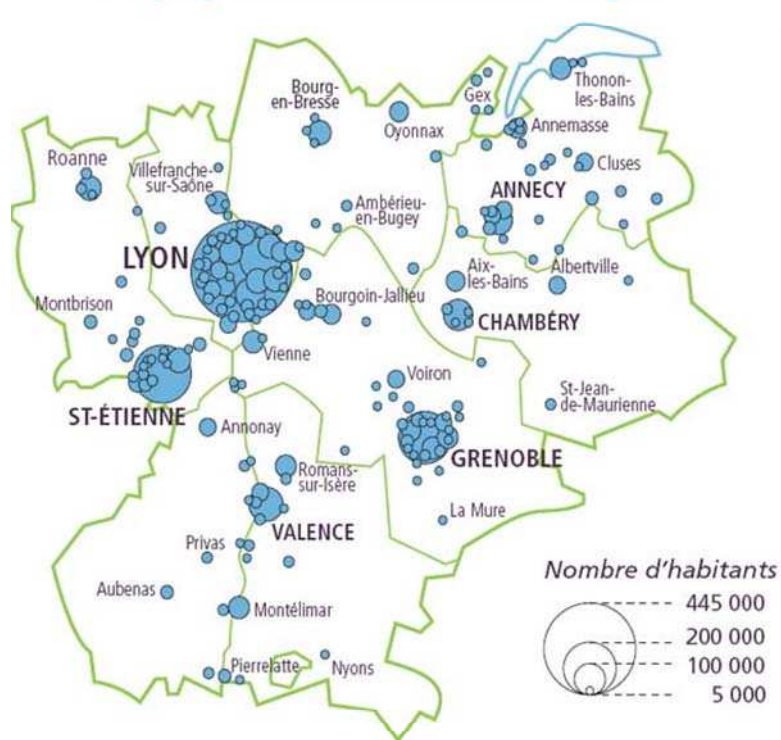 Thonon-
les-Bains
Bourg-
en-Bresse
Gex
Oyonnax
Annemasse
Roanne
Villefranche-
sur-Saône
Cluses
ANNECY
Ambérieu-
en-Bugey
LYON
Aix-
les-Bains
Albertville
Montbrison
Bourgoin-Jallieu
CHAMBÉRY
Vienne
Voiron
ST-ÉTIENNE
St-Jean-
de-Maurienne
Annonay
GRENOBLE
Romans-
sur-Isère
La Mure
VALENCE
Privas
Aubenas
Montélimar
Pierrelatte
Nyons
Nombre d'habitants
445 000
200 000
100 000
5 000